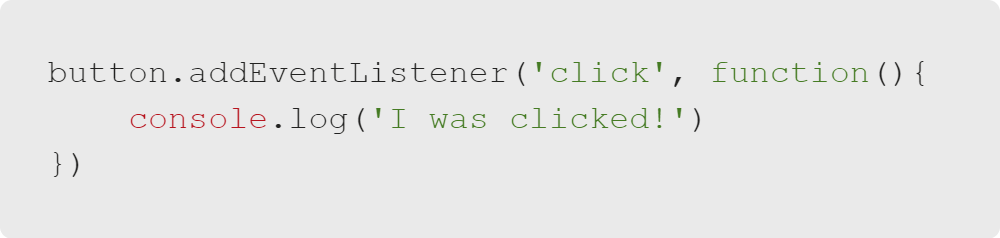 button.addEventListener('click', function(){
    console.log('I was clicked!')
})